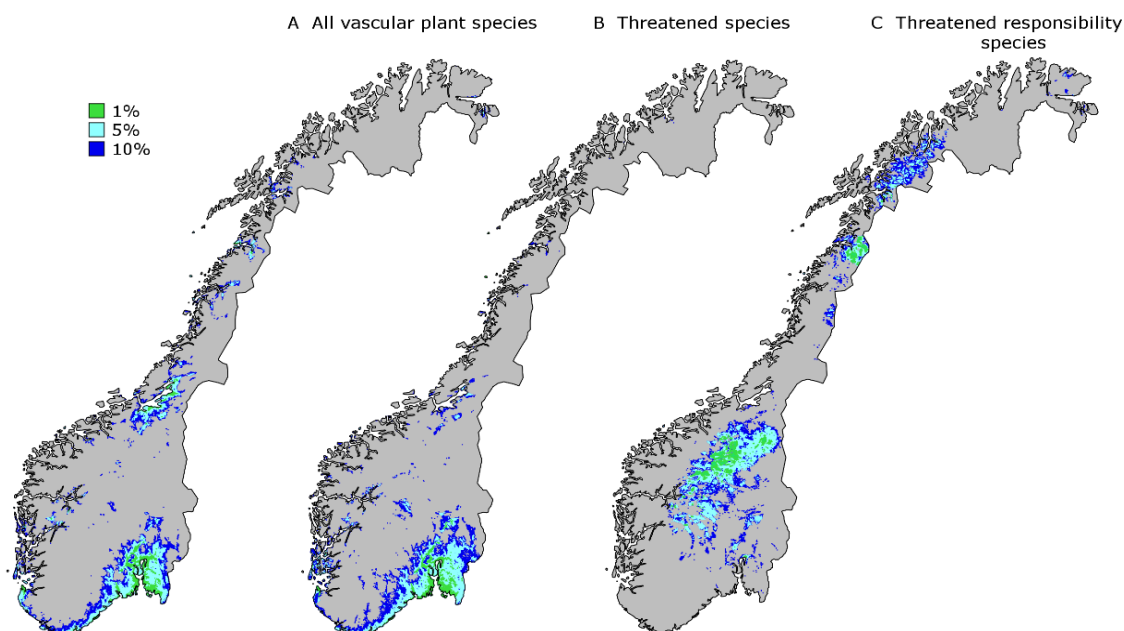 A All vascular plant species
B Threatened species
C Threatened responsibility
species
1%
5%
10%